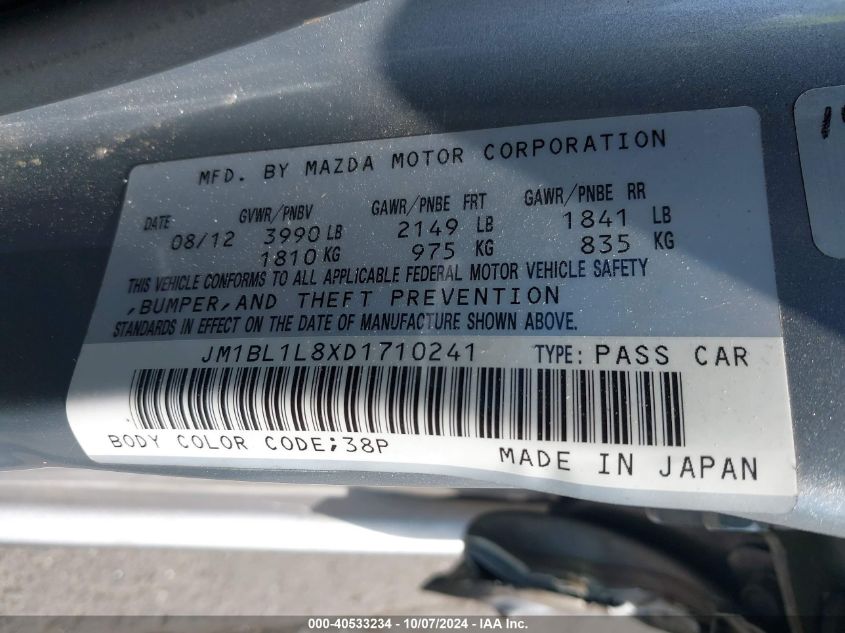 MFD. BY MAZDA MOTOR CORPORATION
DATE GVWR/PNBV GAWR/PNBE FRT GAWR/PNBE RR
08/12 3990 LB 2149 LB 1841 LB
1810 KG 975 KG 835 KG
THIS VEHICLE CONFORMS TO ALL APPLICABLE FEDERAL MOTOR VEHICLE SAFETY
,BUMPER,AND THEFT PREVENTION
STANDARDS IN EFFECT ON THE DATE OF MANUFACTURE SHOWN ABOVE.
JM1BL1L8XD1710241 TYPE: PASS CAR
BODY COLOR CODE;38P MADE IN JAPAN
000-40533234 - 10/07/2024 - IAA Inc.